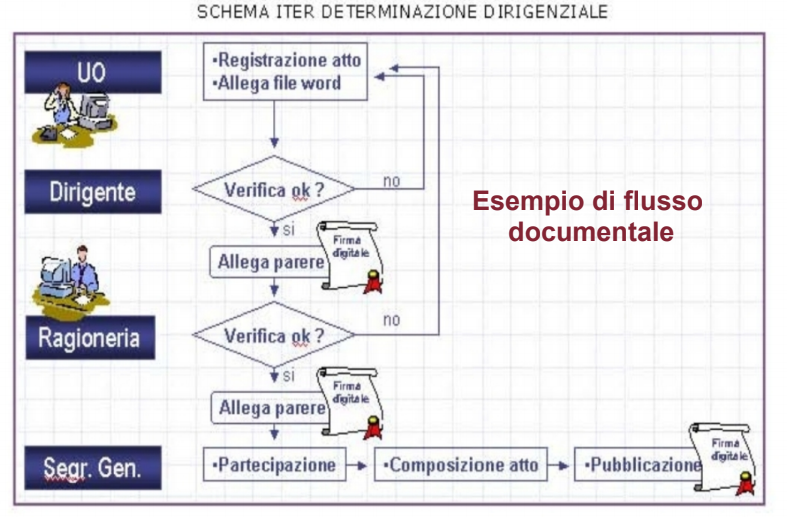 SCHEMA ITER DETERMINAZIONE DIRIGENZIALE
UO
•Registrazione atto
•Allega file word
Dirigente
Verifica ok ?
no
Esempio di flusso
documentale
si
Allega parere
Firma
digitale
Ragioneria
Verifica ok ?
no
si
Allega parere
Firma
digitale
Segr. Gen.
•Partecipazione
•Composizione atto
•Pubblicazione
Firma
digitale